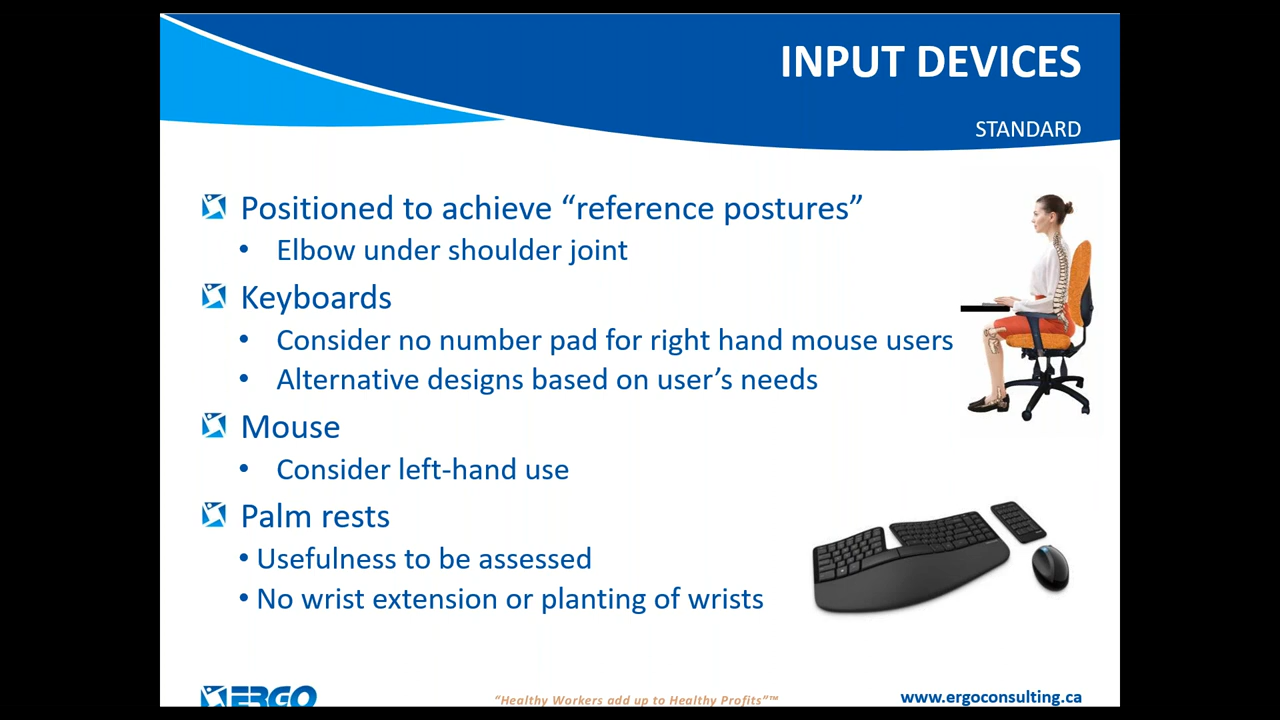 INPUT DEVICES
STANDARD
Positioned to achieve “reference postures”
• Elbow under shoulder joint
Keyboards
• Consider no number pad for right hand mouse users
• Alternative designs based on user’s needs
Mouse
• Consider left-hand use
Palm rests
• Usefulness to be assessed
• No wrist extension or planting of wrists
ERGO
“Healthy Workers add up to Healthy Profits”™
www.ergoconsulting.ca